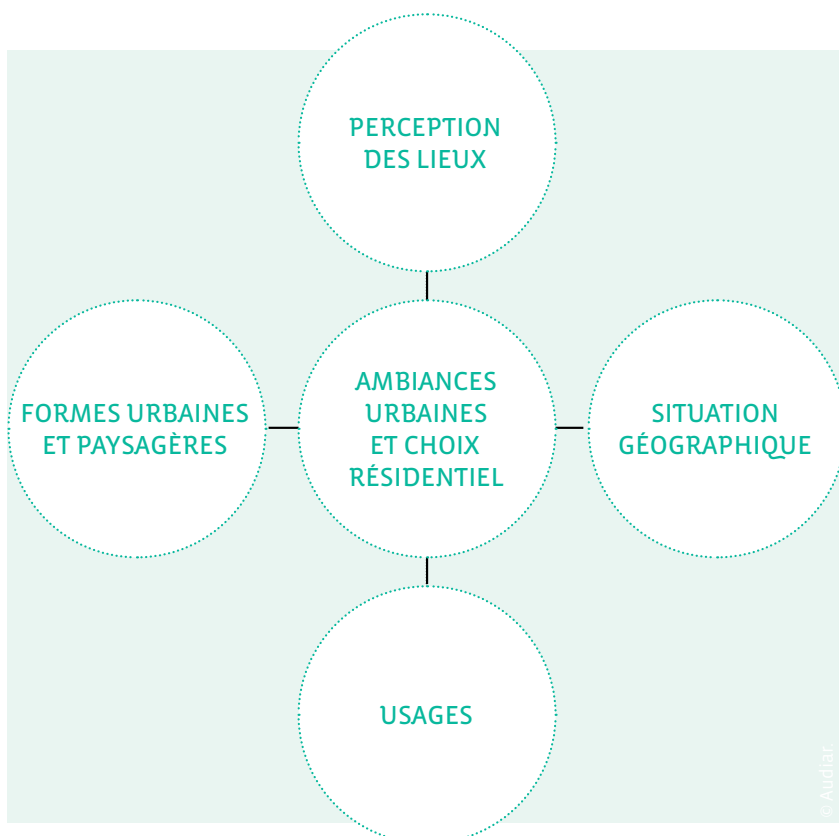 PERCEPTION
DES LIEUX
FORMES URBAINES
ET PAYSAGÈRES
AMBIANCES
URBAINES
ET CHOIX
RÉSIDENTIEL
SITUATION
GÉOGRAPHIQUE
USAGES
© Audiar